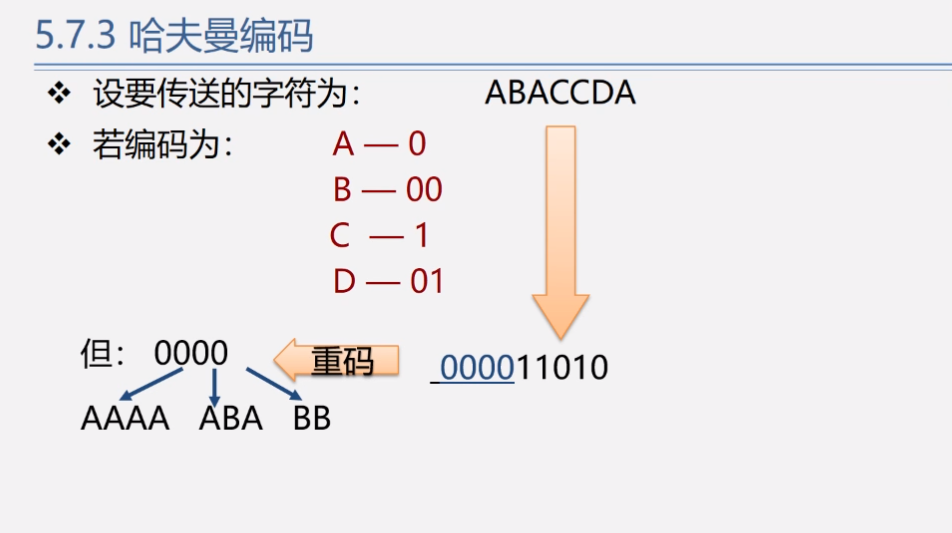 5.7.3 哈夫曼编码
❖ 设要传送的字符为： ABACCDA
❖ 若编码为： A — 0
B — 00
C — 1
D — 01
但： 0000 重码 _000011010
AAAA ABA BB